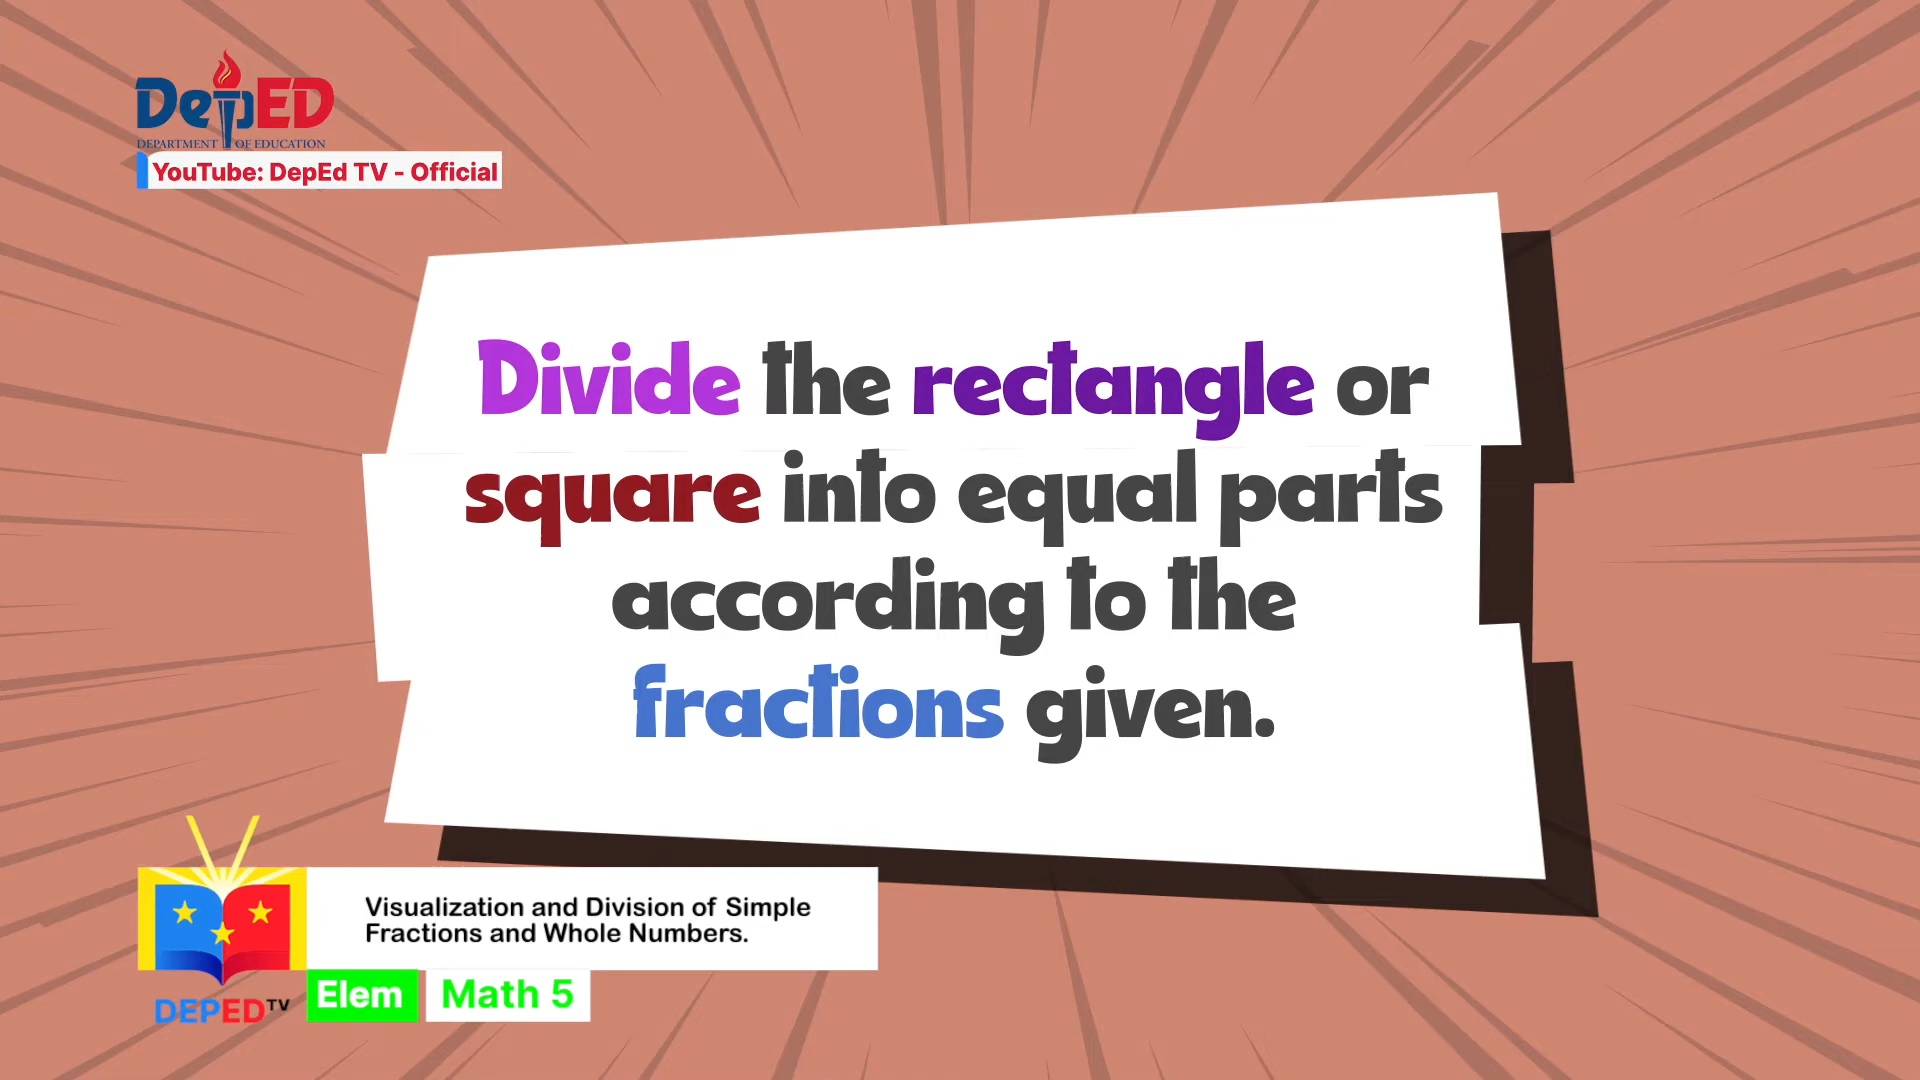 DepED
DEPARTMENT OF EDUCATION
YouTube: DepEd TV - Official
Divide the rectangle or
square into equal parts
according to the
fractions given.
Visualization and Division of Simple
Fractions and Whole Numbers.
DEPED TV
Elem
Math 5